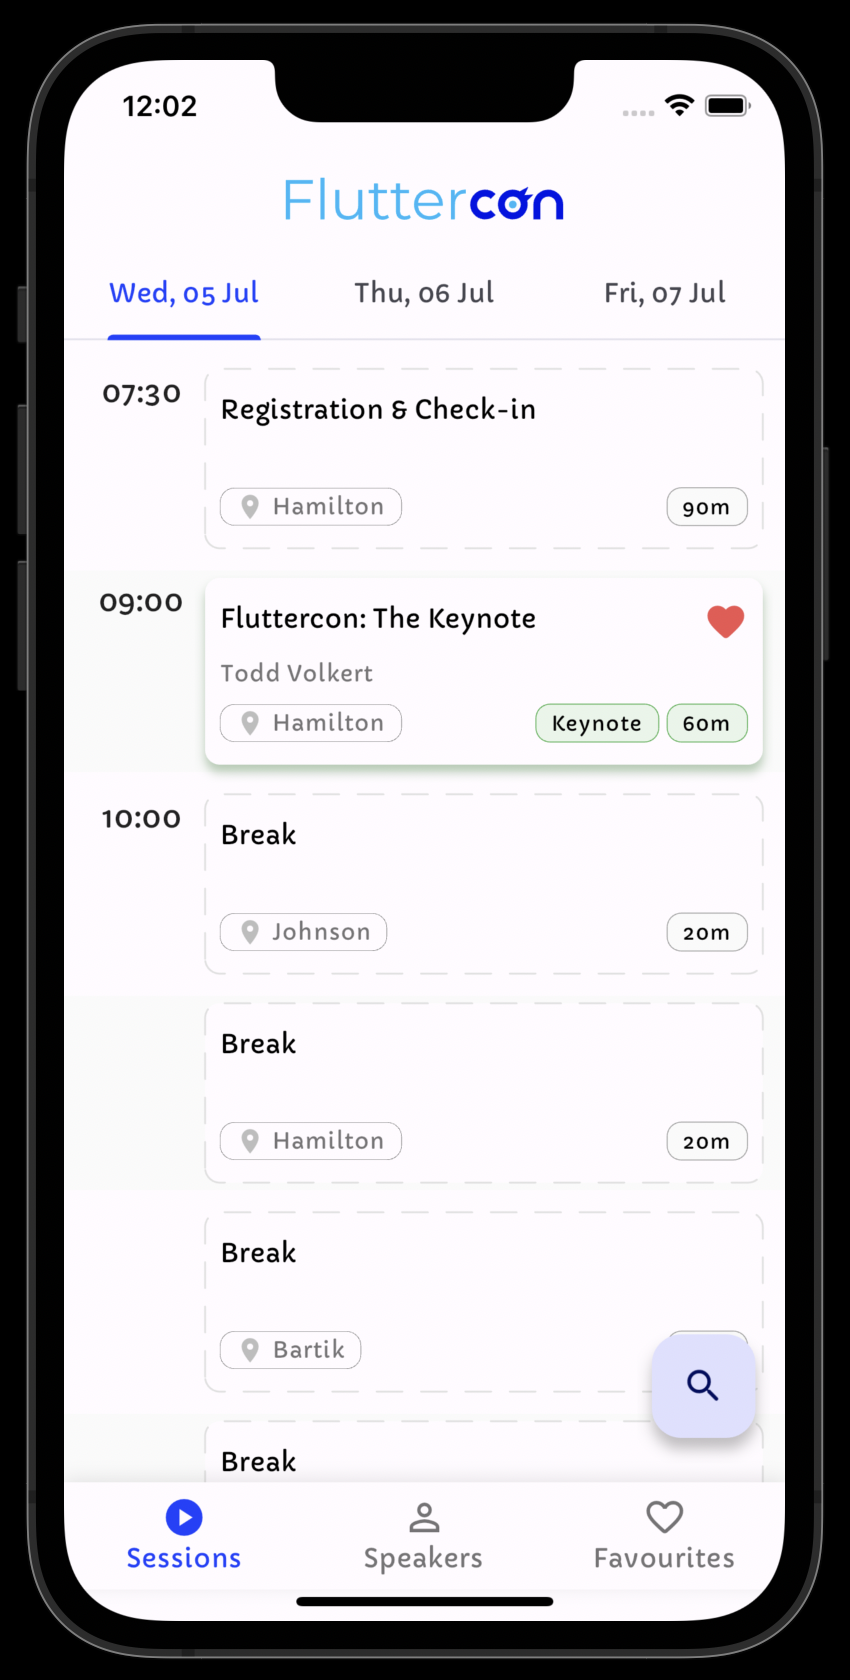 12:02
Fluttercon
Wed, 05 Jul Thu, 06 Jul Fri, 07 Jul
07:30
Registration & Check-in
Hamilton 90m
09:00
Fluttercon: The Keynote
Todd Volkert
Hamilton Keynote 60m
10:00
Break
Johnson 20m
Break
Hamilton 20m
Break
Bartik
Break
Sessions Speakers Favourites